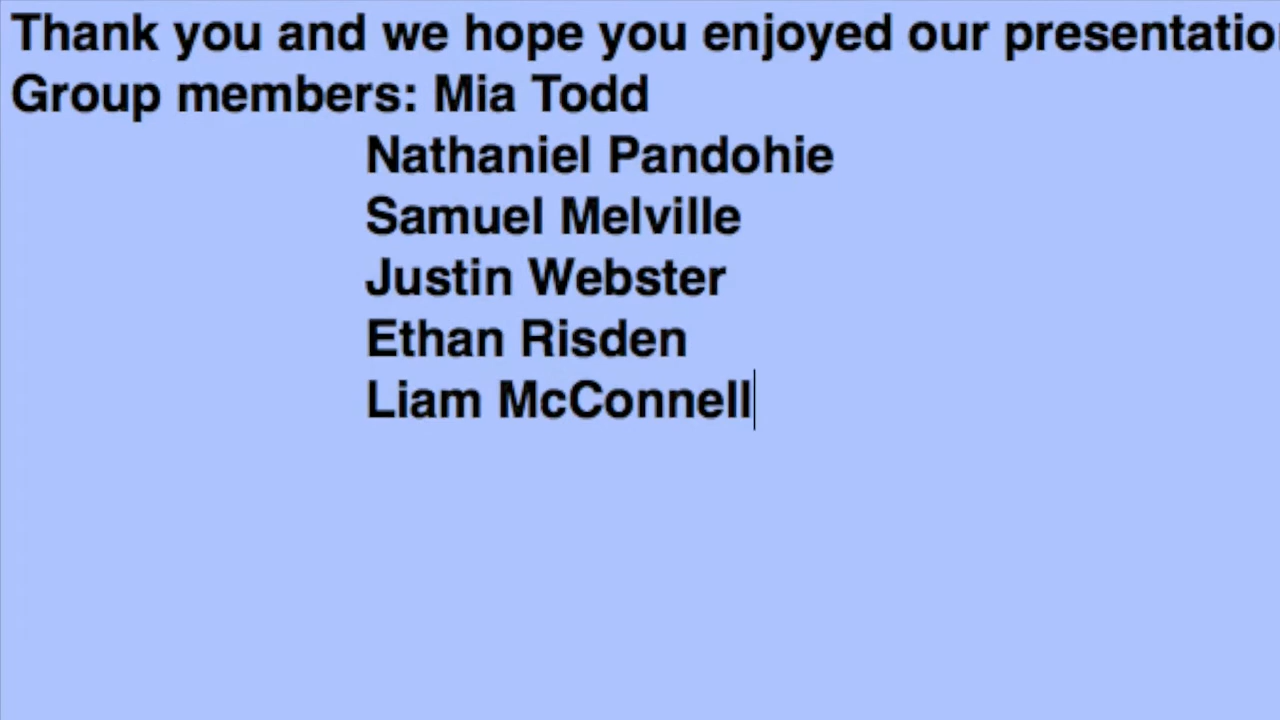 Thank you and we hope you enjoyed our presentatio
Group members: Mia Todd
Nathaniel Pandohie
Samuel Melville
Justin Webster
Ethan Risden
Liam McConnell